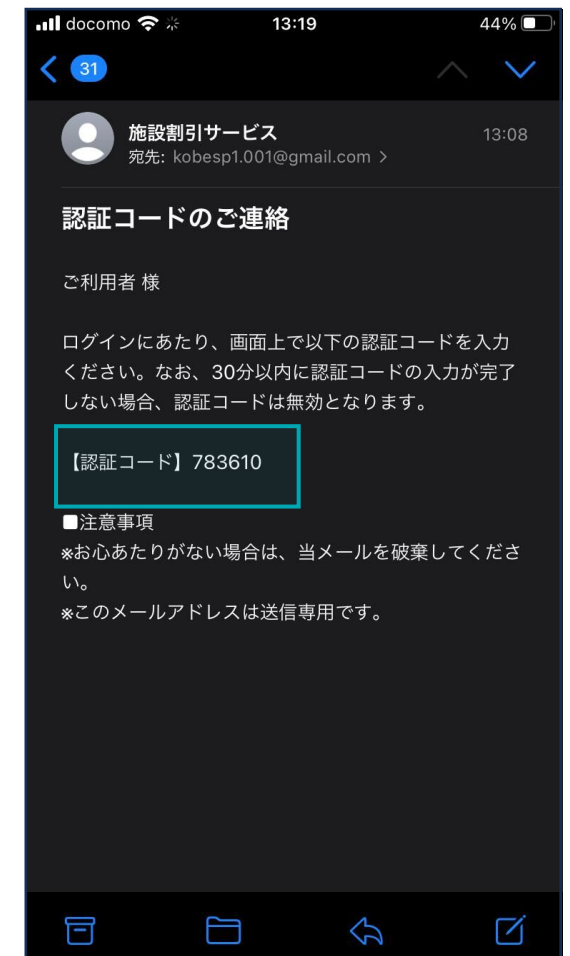 docomo 13:19 44%
31
施設割引サービス 13:08
宛先: kobesp1.001@gmail.com >
認証コードのご連絡
ご利用者 様
ログインにあたり、画面上で以下の認証コードを入力
ください。なお、30分以内に認証コードの入力が完了
しない場合、認証コードは無効となります。
【認証コード】783610
■注意事項
※お心あたりがない場合は、当メールを破棄してくださ
い。
※このメールアドレスは送信専用です。